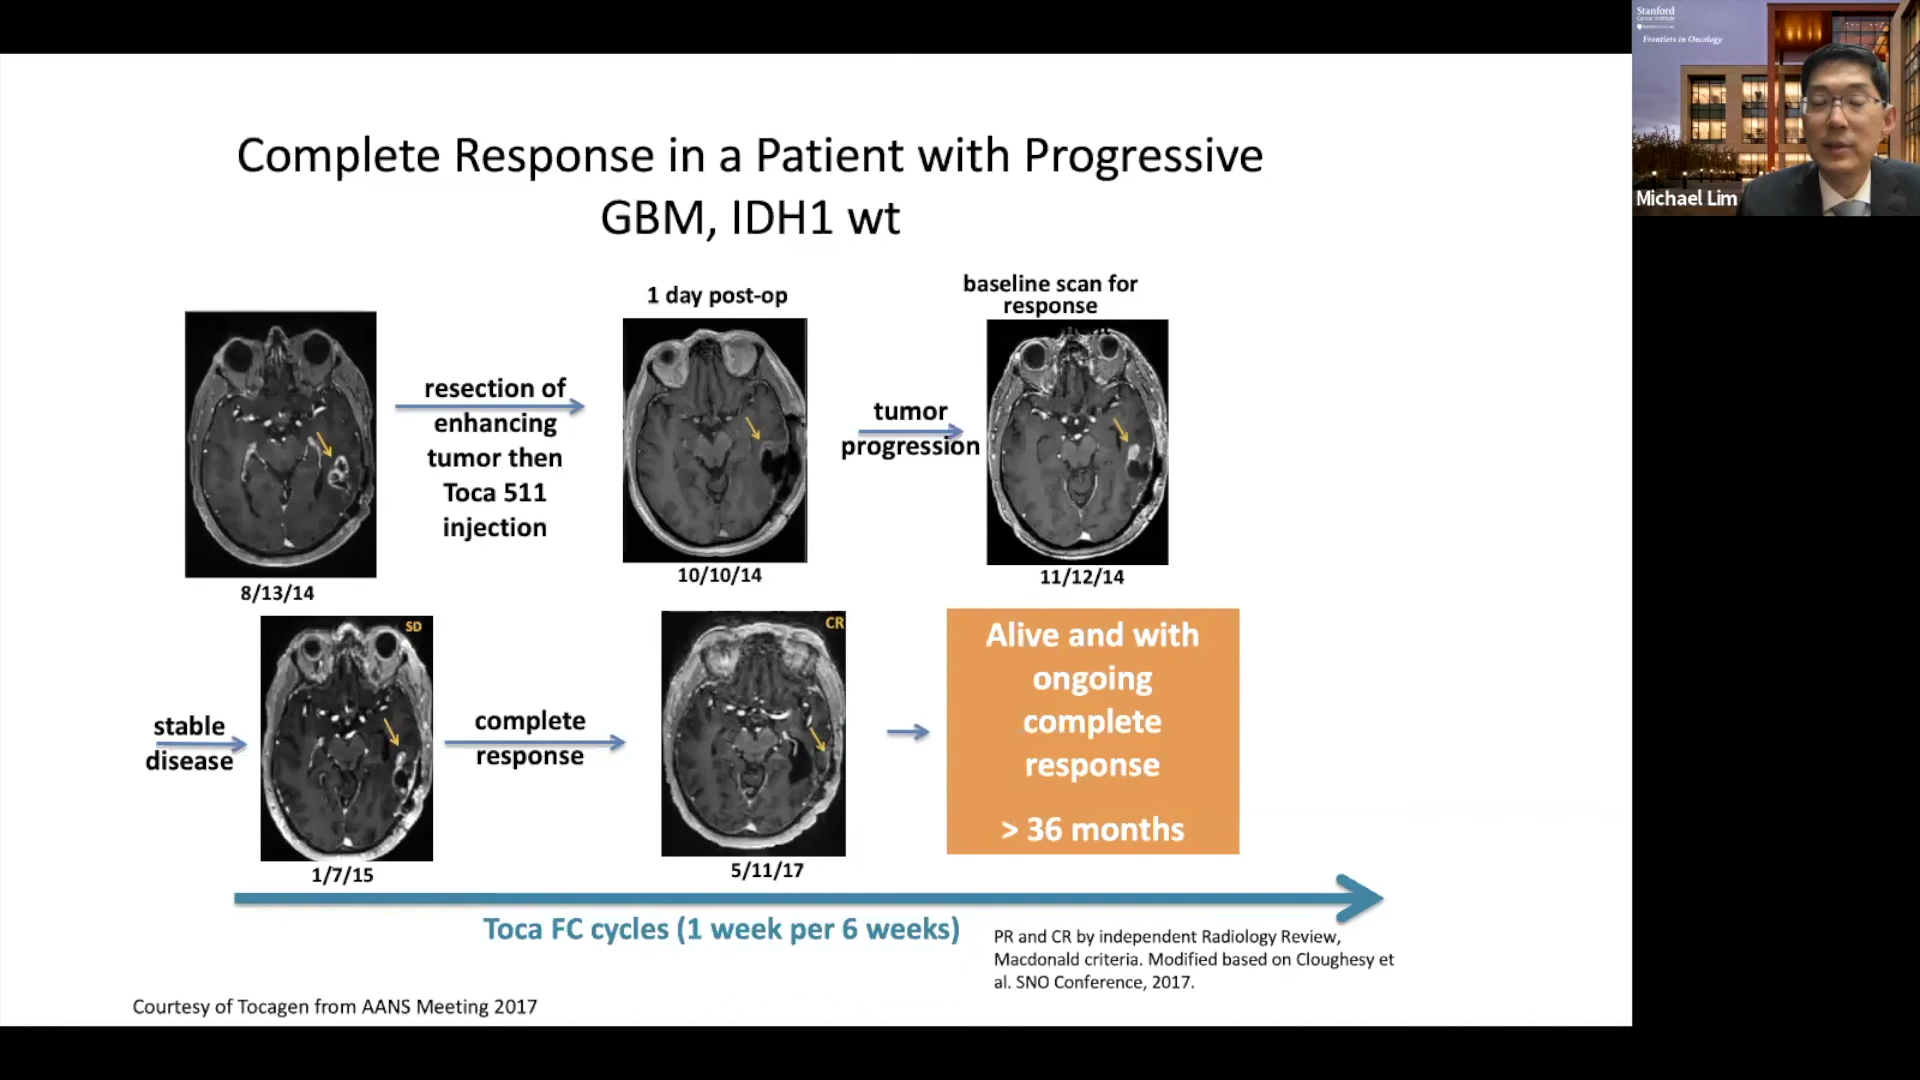 Complete Response in a Patient with Progressive
GBM, IDH1 wt
1 day post-op
baseline scan for
response
resection of
enhancing
tumor then
Toca 511
injection
tumor
progression
8/13/14
10/10/14
11/12/14
stable
disease
SD
complete
response
CR
Alive and with
ongoing
complete
response
> 36 months
1/7/15
5/11/17
Toca FC cycles (1 week per 6 weeks)
PR and CR by independent Radiology Review,
Macdonald criteria. Modified based on Cloughesy et
al. SNO Conference, 2017.
Courtesy of Tocagen from AANS Meeting 2017
Stanford
Cancer Institute
Frontiers in Oncology
Michael Lim